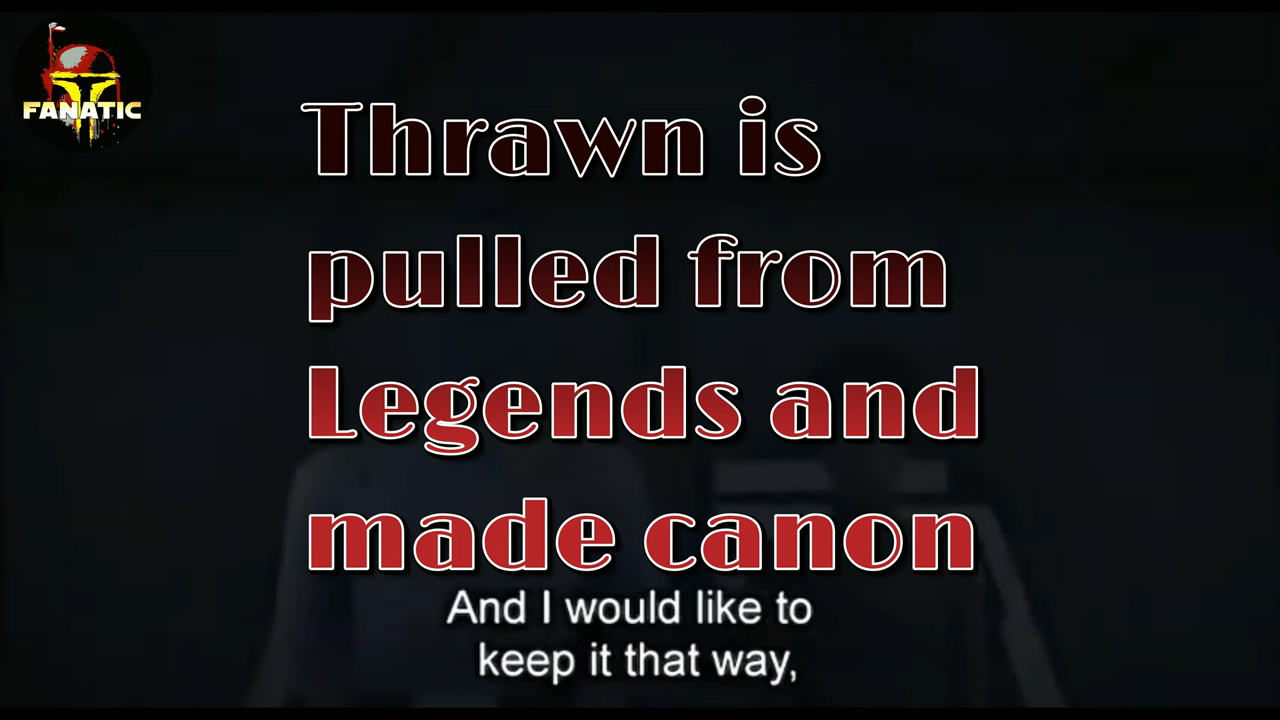 FANATIC
Thrawn is
pulled from
Legends and
made canon
And I would like to
keep it that way,